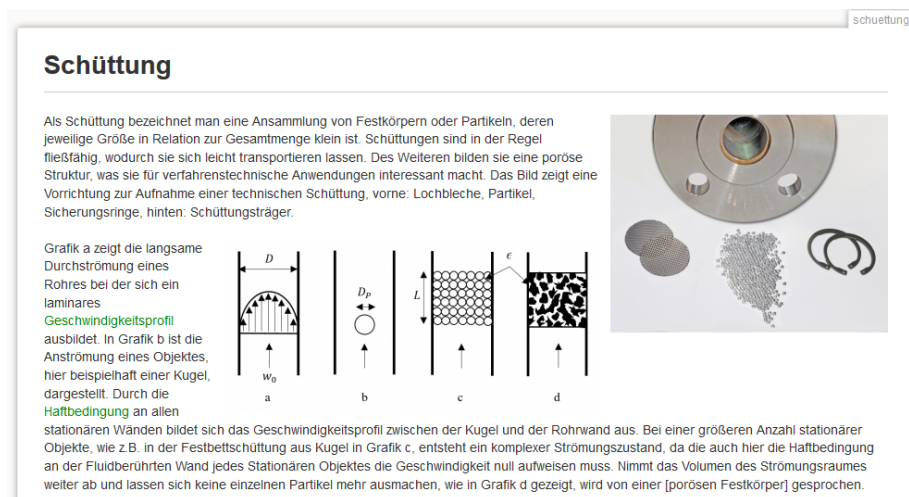 schuettung
Schüttung
Als Schüttung bezeichnet man eine Ansammlung von Festkörpern oder Partikeln, deren
jeweilige Größe in Relation zur Gesamtmenge klein ist. Schüttungen sind in der Regel
fließfähig, wodurch sie sich leicht transportieren lassen. Des Weiteren bilden sie eine poröse
Struktur, was sie für verfahrenstechnische Anwendungen interessant macht. Das Bild zeigt eine
Vorrichtung zur Aufnahme einer technischen Schüttung, vorne: Lochbleche, Partikel,
Sicherungsringe, hinten: Schüttungsträger.
Grafik a zeigt die langsame
Durchströmung eines
Rohres bei der sich ein
laminares
Geschwindigkeitsprofil
ausbildet. In Grafik b ist die
Anströmung eines Objektes,
hier beispielhaft einer Kugel,
dargestellt. Durch die
Haftbedingung an allen
D
D_P
L
ϵ
w_0
a b c d
stationären Wänden bildet sich das Geschwindigkeitsprofil zwischen der Kugel und der Rohrwand aus. Bei einer größeren Anzahl stationärer
Objekte, wie z.B. in der Festbettschüttung aus Kugel in Grafik c, entsteht ein komplexer Strömungszustand, da die auch hier die Haftbedingung
an der Fluidberührten Wand jedes Stationären Objektes die Geschwindigkeit null aufweisen muss. Nimmt das Volumen des Strömungsraumes
weiter ab und lassen sich keine einzelnen Partikel mehr ausmachen, wie in Grafik d gezeigt, wird von einer [porösen Festkörper] gesprochen.